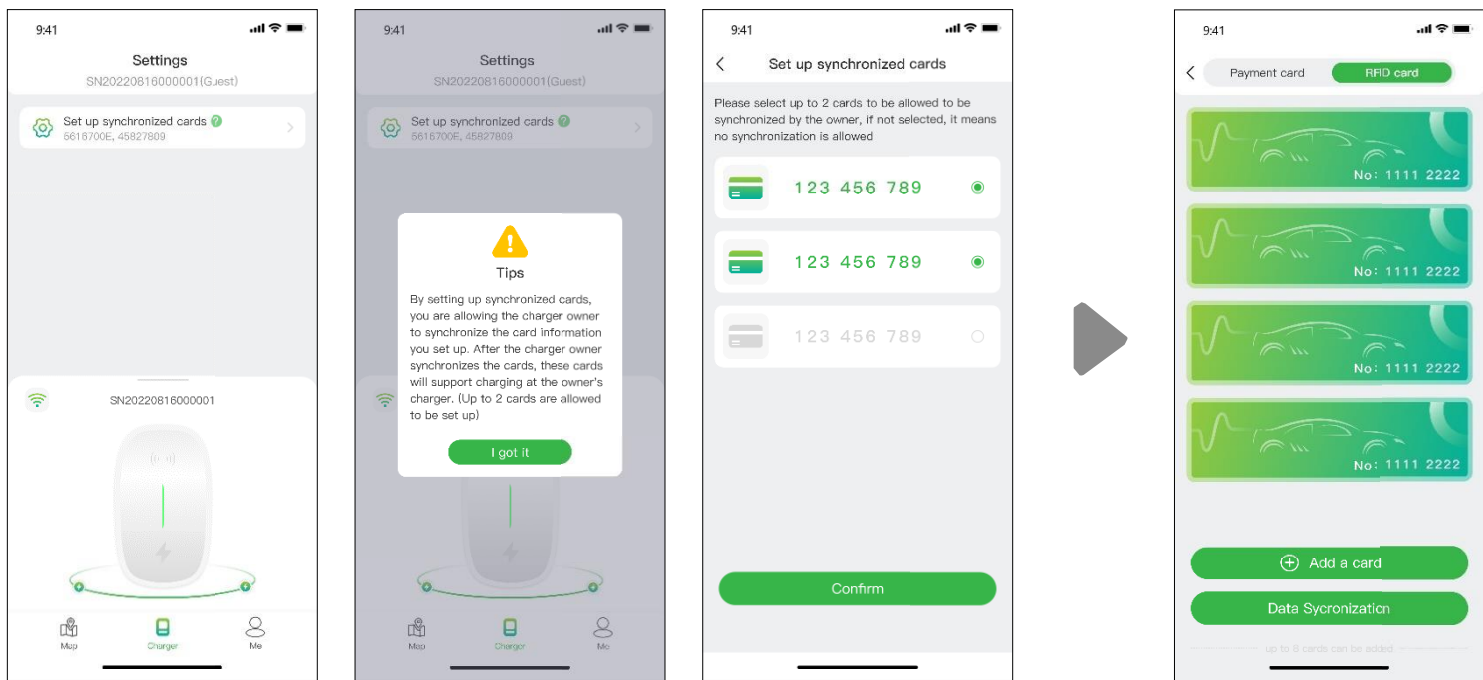 9:41
Settings
SN20220816000001(Guest)
Set up synchronized cards ?
5616700E, 45827809
SN20220816000001
Map
Charger
Me
9:41
Settings
SN20220816000001(Guest)
Set up synchronized cards ?
5616700E, 45827809
Tips
By setting up synchronized cards,
you are allowing the charger owner
to synchronize the card information
you set up. After the charger owner
synchronizes the cards, these cards
will support charging at the owner's
charger. (Up to 2 cards are allowed
to be set up)
I got it
Map
Charger
Me
9:41
Set up synchronized cards
Please select up to 2 cards to be allowed to be
synchronized by the owner, if not selected, it means
no synchronization is allowed
123 456 789
123 456 789
123 456 789
Confirm
9:41
Payment card
RFID card
No: 1111 2222
No: 1111 2222
No: 1111 2222
No: 1111 2222
Add a card
Data Sycronization
up to 8 cards can be added